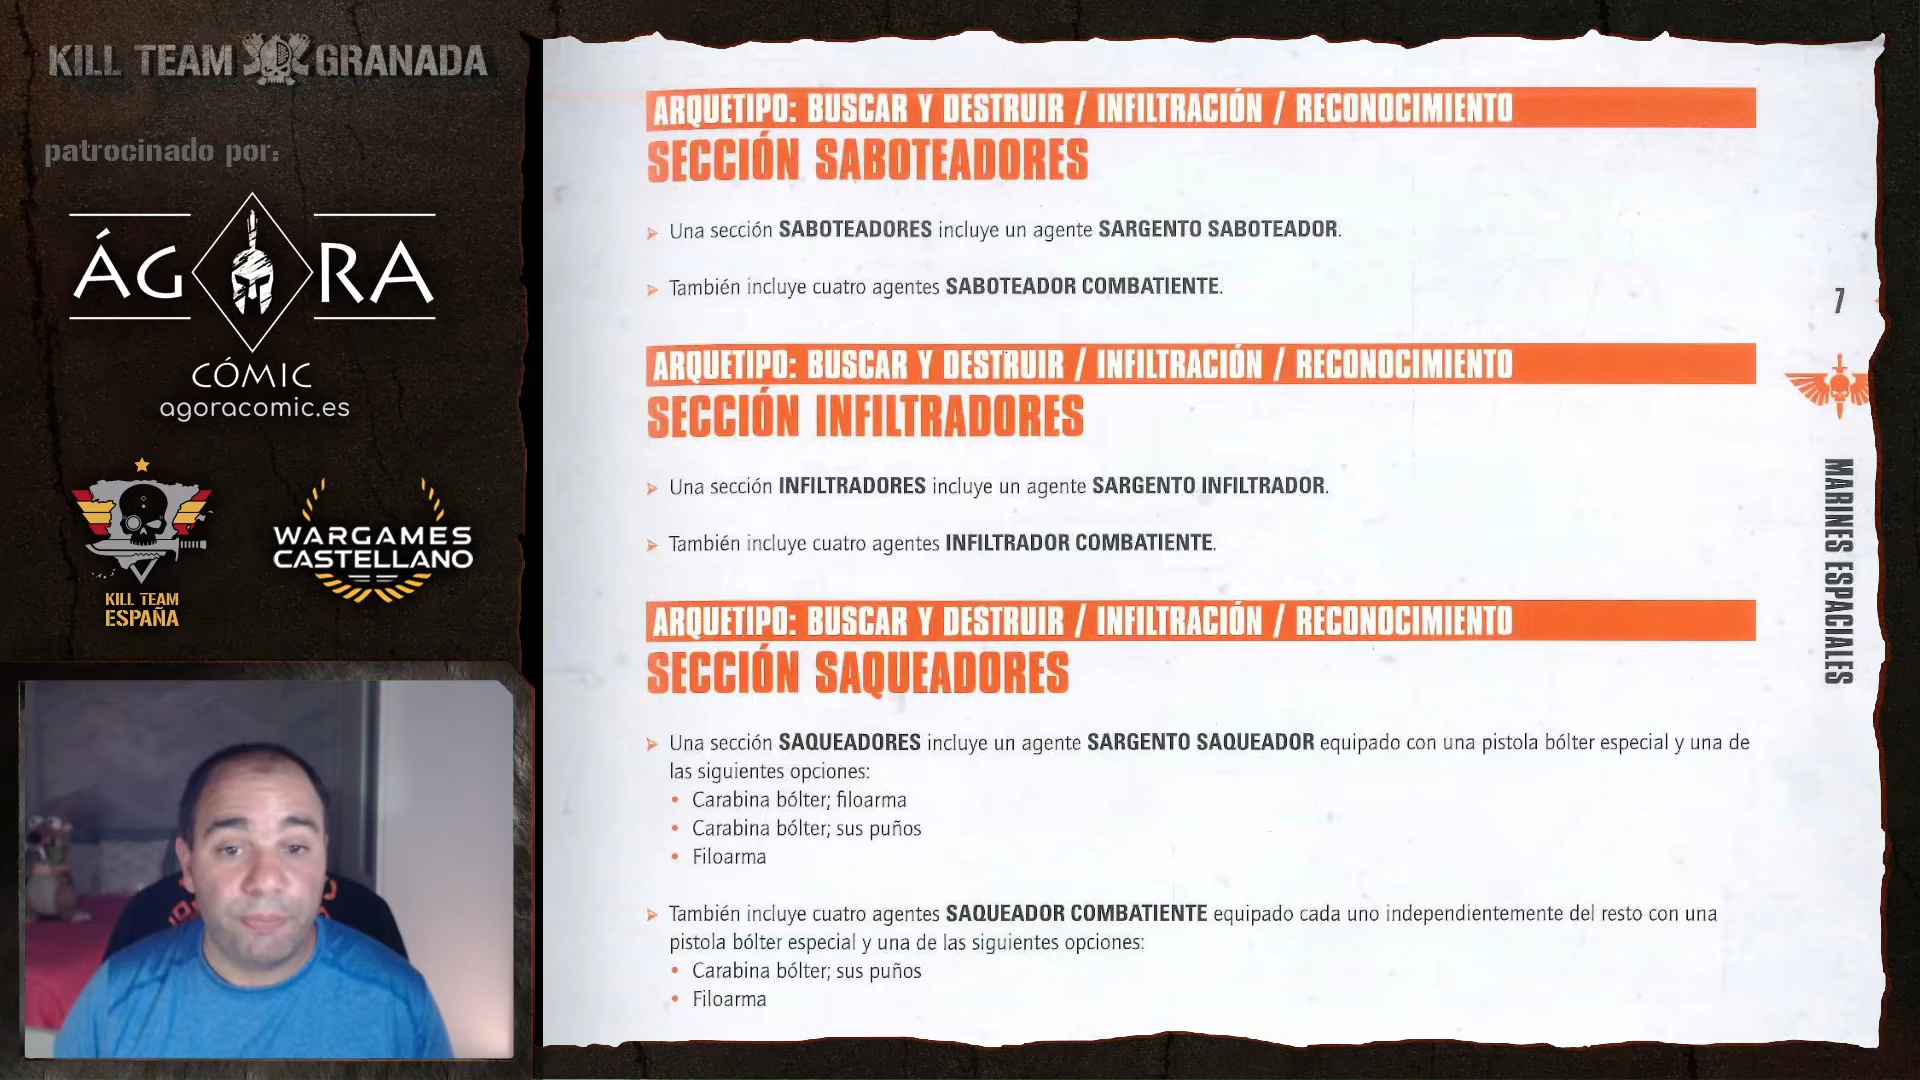 KILL TEAM GRANADA
patrocinado por:
ÁGORA
CÓMIC
agoracomic.es
KILL TEAM
ESPAÑA
WARGAMES
CASTELLANO
ARQUETIPO: BUSCAR Y DESTRUIR / INFILTRACIÓN / RECONOCIMIENTO
SECCIÓN SABOTEADORES
Una sección SABOTEADORES incluye un agente SARGENTO SABOTEADOR.
También incluye cuatro agentes SABOTEADOR COMBATIENTE.
ARQUETIPO: BUSCAR Y DESTRUIR / INFILTRACIÓN / RECONOCIMIENTO
SECCIÓN INFILTRADORES
Una sección INFILTRADORES incluye un agente SARGENTO INFILTRADOR.
También incluye cuatro agentes INFILTRADOR COMBATIENTE.
ARQUETIPO: BUSCAR Y DESTRUIR / INFILTRACIÓN / RECONOCIMIENTO
SECCIÓN SAQUEADORES
Una sección SAQUEADORES incluye un agente SARGENTO SAQUEADOR equipado con una pistola bólter especial y una de
las siguientes opciones:
• Carabina bólter; filoarma
• Carabina bólter; sus puños
• Filoarma
También incluye cuatro agentes SAQUEADOR COMBATIENTE equipado cada uno independientemente del resto con una
pistola bólter especial y una de las siguientes opciones:
• Carabina bólter; sus puños
• Filoarma
7
MARINES ESPACIALES